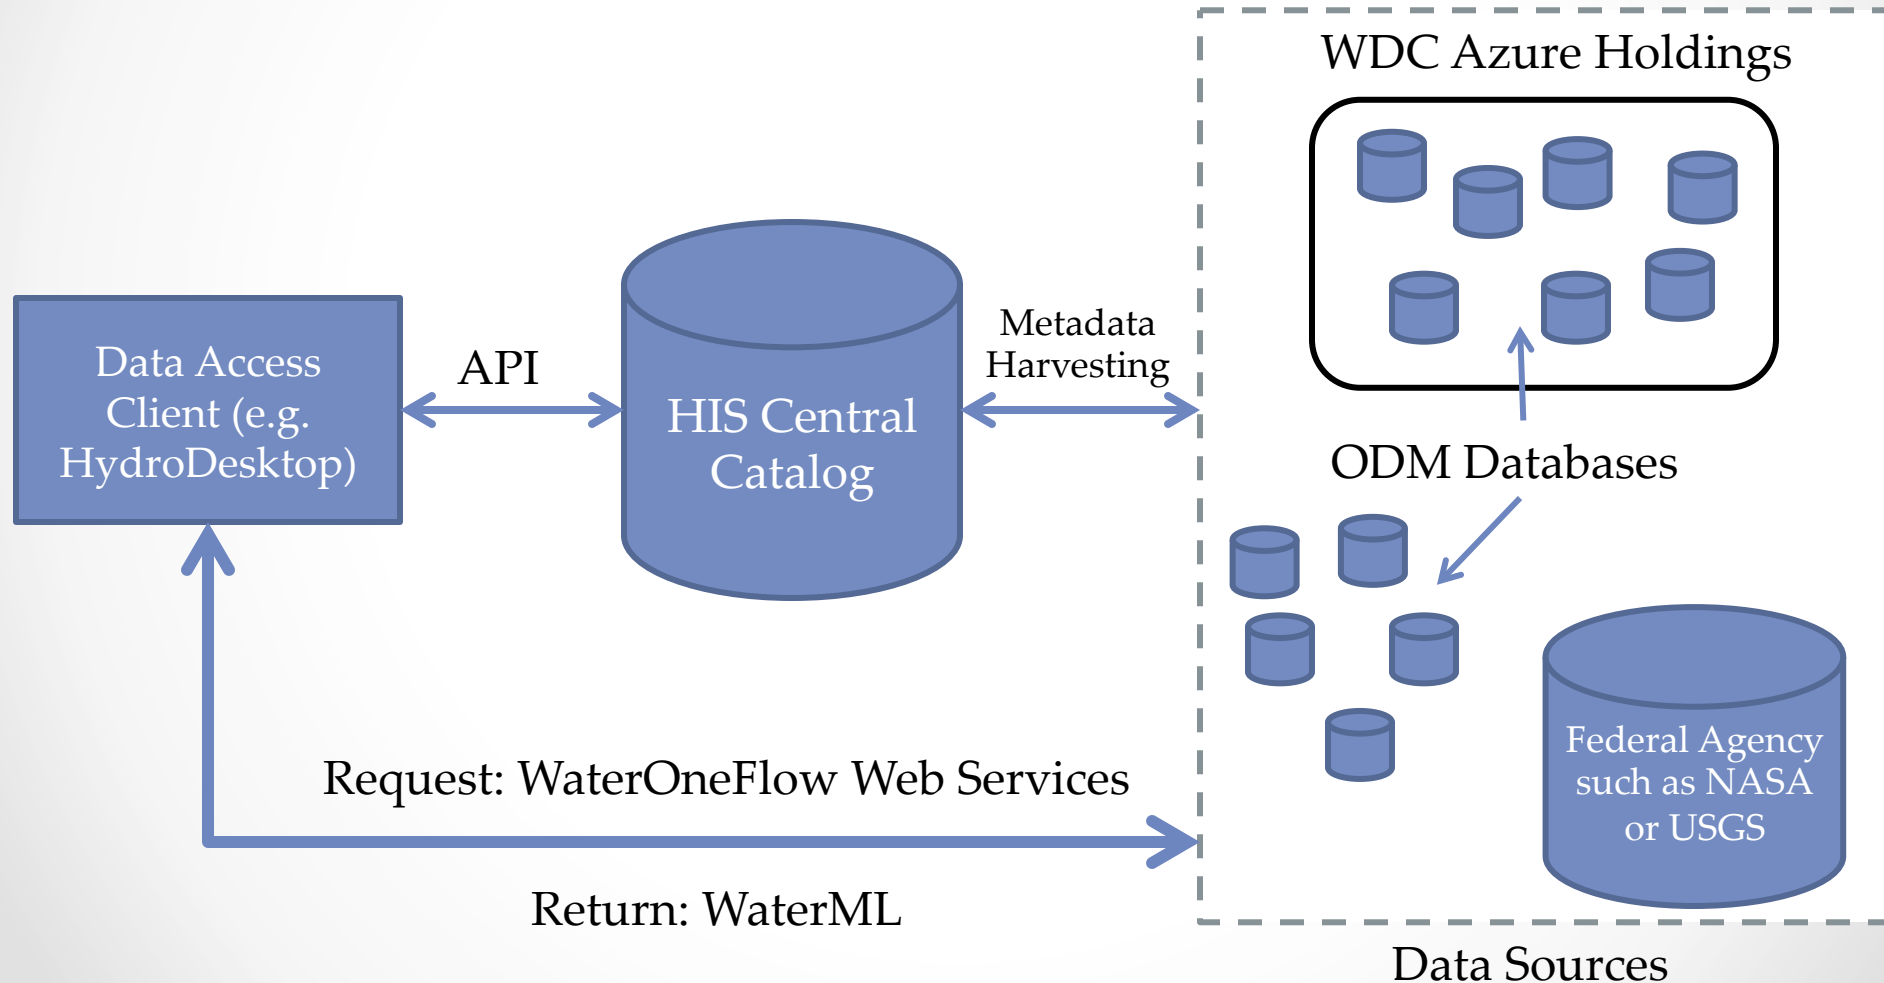 WDC Azure Holdings
Data Access
Client (e.g.
HydroDesktop)
API
HIS Central
Catalog
Metadata
Harvesting
ODM Databases
Federal Agency
such as NASA
or USGS
Request: WaterOneFlow Web Services
Return: WaterML
Data Sources